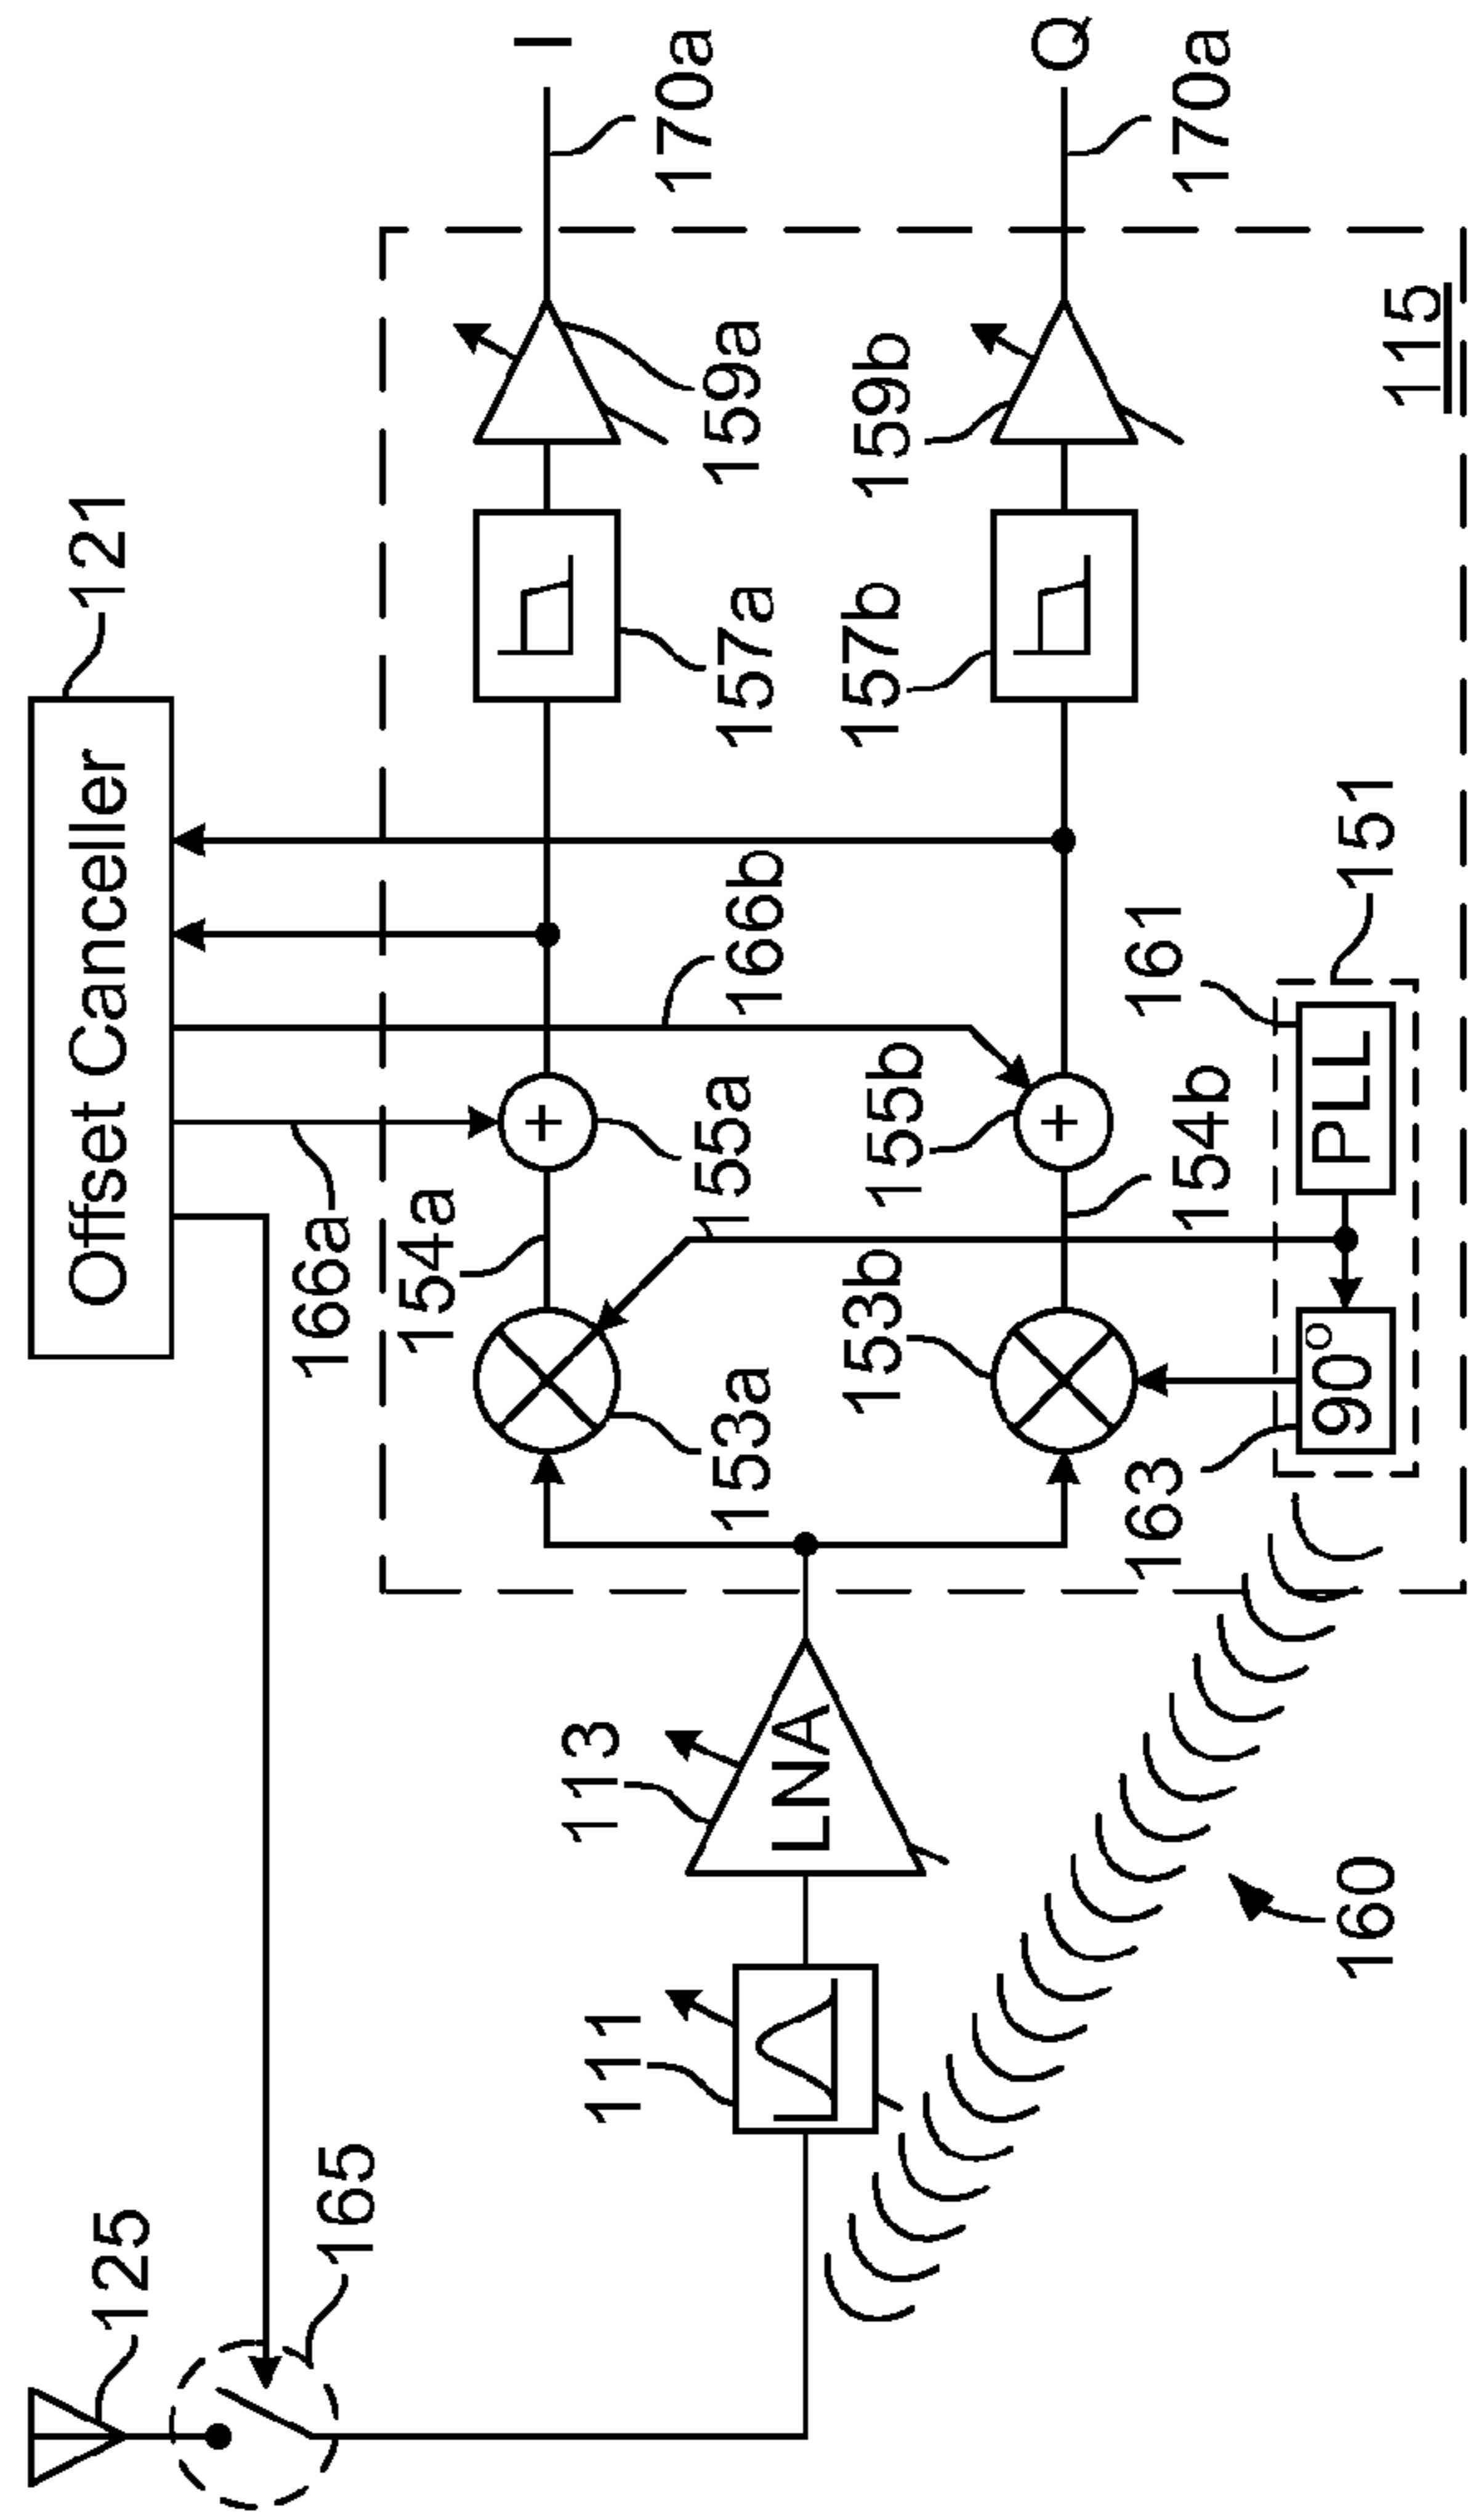 125
165
Offset Canceller
121
166a
166b
154a
153a
155a
157a
159a
I
170a
111
113
LNA
153b
155b
154b
157b
159b
Q
170a
163
90°
PLL
161
151
160
115